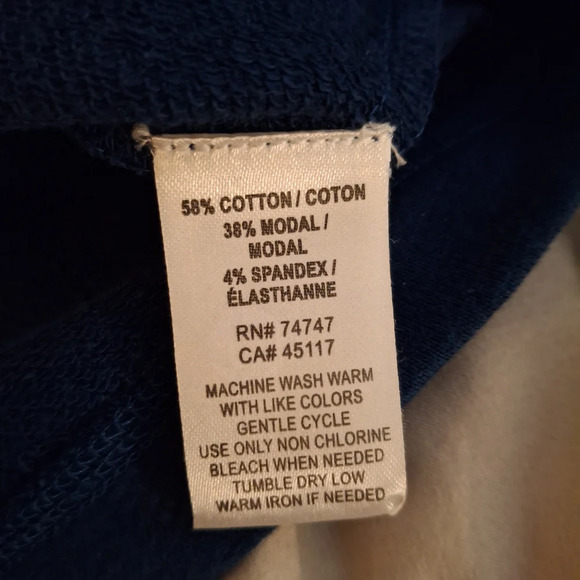 58% COTTON / COTON
38% MODAL /
MODAL
4% SPANDEX /
ÉLASTHANNE
RN# 74747
CA# 45117
MACHINE WASH WARM
WITH LIKE COLORS
GENTLE CYCLE
USE ONLY NON CHLORINE
BLEACH WHEN NEEDED
TUMBLE DRY LOW
WARM IRON IF NEEDED